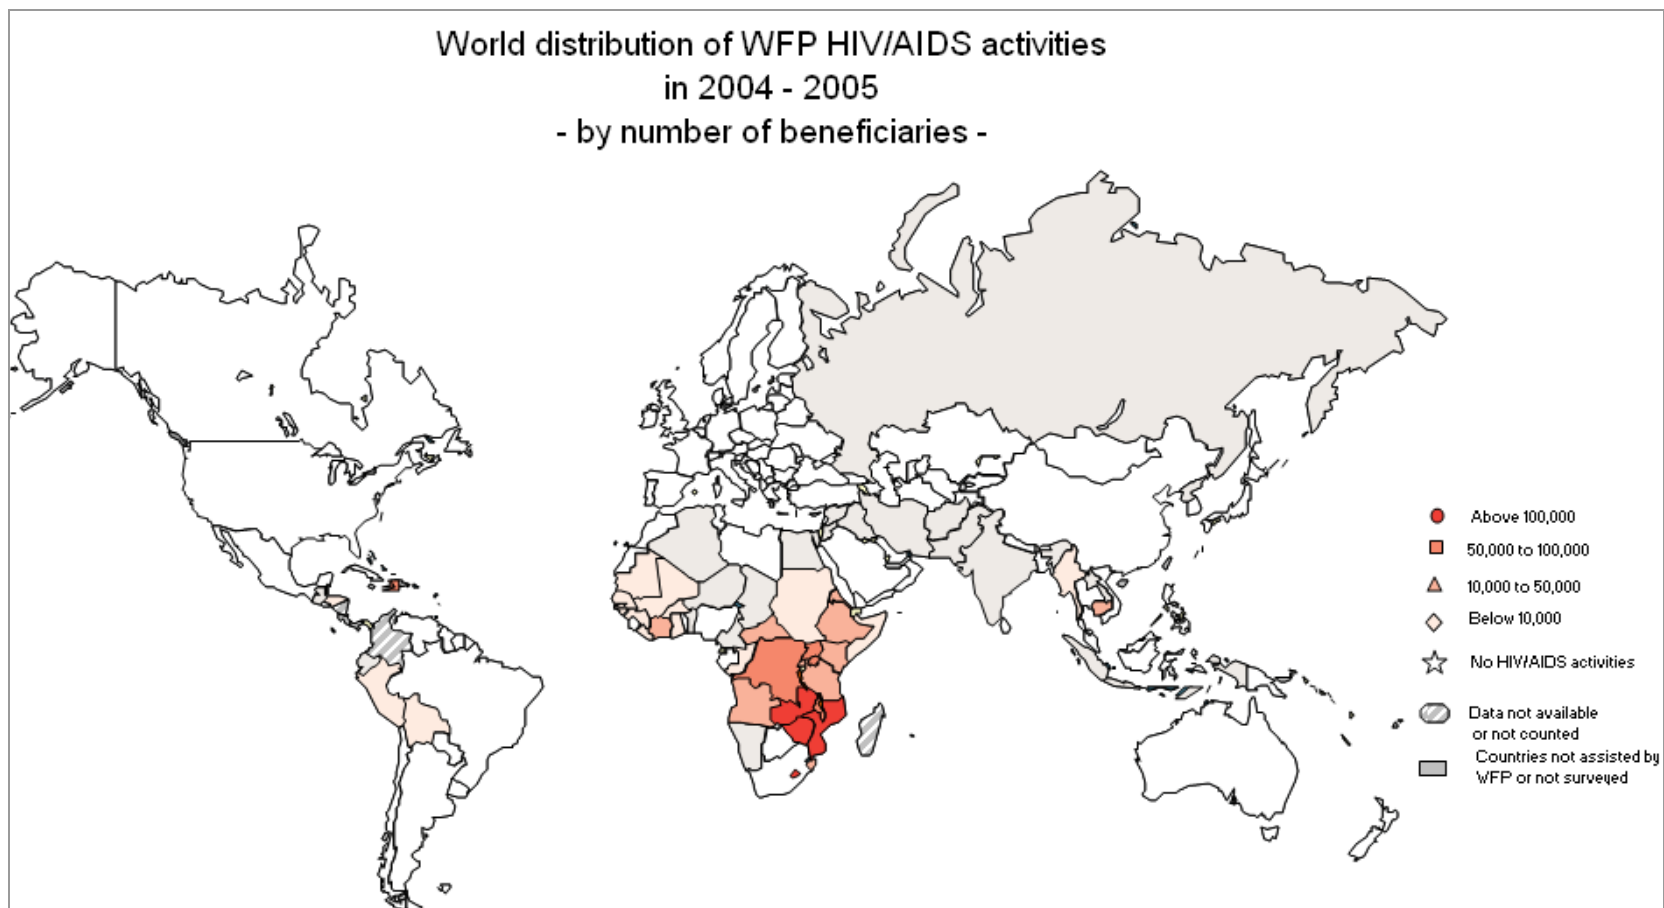 World distribution of WFP HIV/AIDS activities
in 2004 - 2005
- by number of beneficiaries -
Above 100,000
50,000 to 100,000
10,000 to 50,000
Below 10,000
No HIV/AIDS activities
Data not available
or not counted
Countries not assisted by
WFP or not surveyed